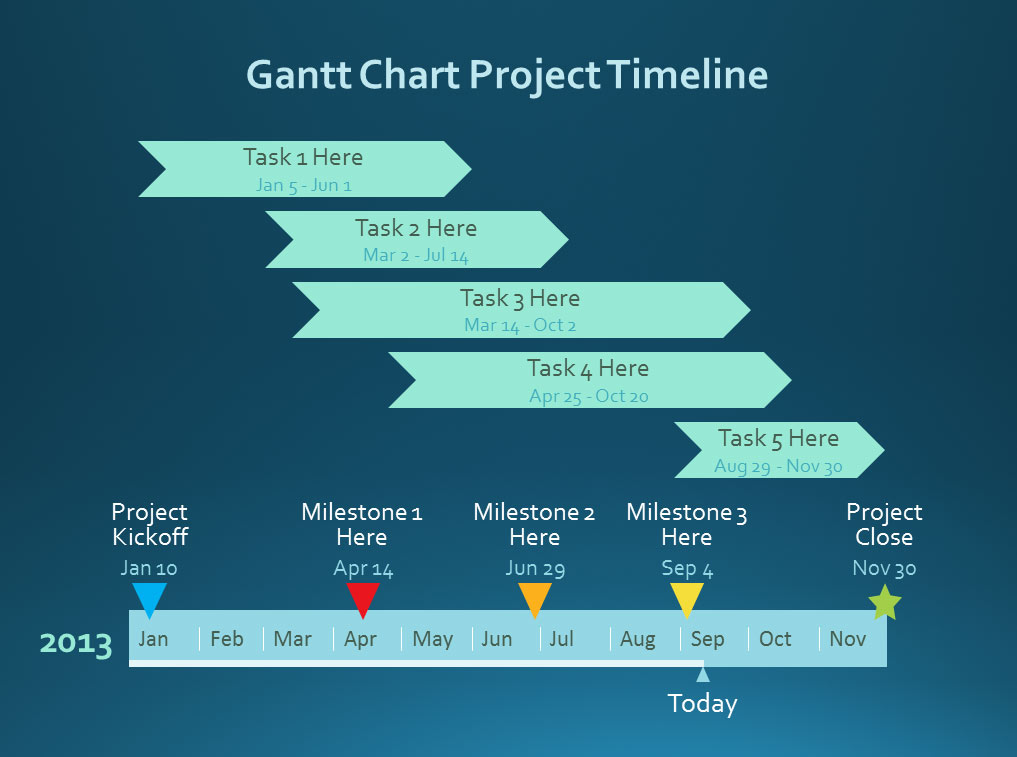 Gantt Chart Project Timeline
Task 1 Here
Jan 5 - Jun 1
Task 2 Here
Mar 2 - Jul 14
Task 3 Here
Mar 14 - Oct 2
Task 4 Here
Apr 25 - Oct 20
Task 5 Here
Aug 29 - Nov 30
Project
Kickoff
Jan 10
Milestone 1
Here
Apr 14
Milestone 2
Here
Jun 29
Milestone 3
Here
Sep 4
Project
Close
Nov 30
2013 Jan Feb Mar Apr May Jun Jul Aug Sep Oct Nov
Today